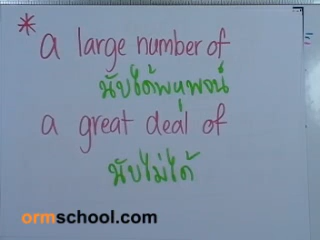 * a large number of
นับได้พหูพจน์
a great deal of
นับไม่ได้
ormschool.com